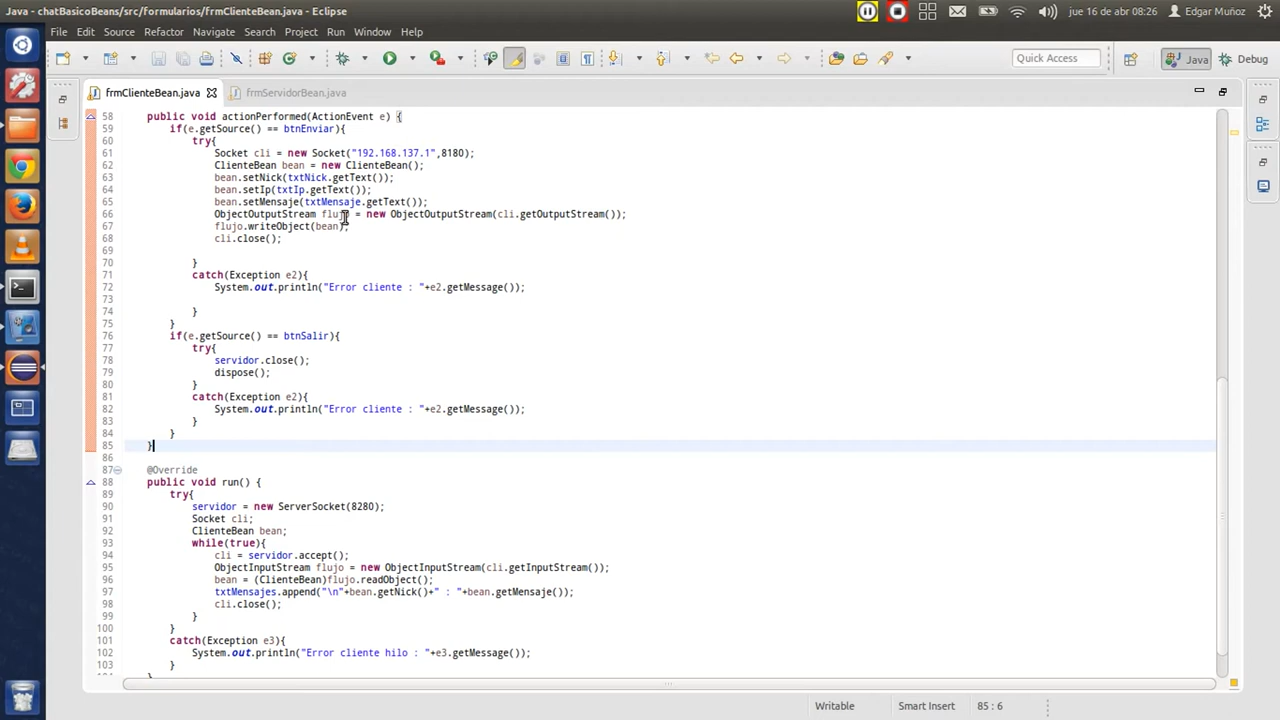 Java - chatBasicoBeans/src/formularios/frmClienteBean.java - Eclipse
jue 16 de abr 08:26 Edgar Muñoz
File Edit Source Refactor Navigate Search Project Run Window Help
Quick Access Java Debug
frmClienteBean.java frmServidorBean.java
58 public void actionPerformed(ActionEvent e) {
59 if(e.getSource() == btnEnviar){
60 try{
61 Socket cli = new Socket("192.168.137.1",8180);
62 ClienteBean bean = new ClienteBean();
63 bean.setNick(txtNick.getText());
64 bean.setIp(txtIp.getText());
65 bean.setMensaje(txtMensaje.getText());
66 ObjectOutputStream flujo = new ObjectOutputStream(cli.getOutputStream());
67 flujo.writeObject(bean);
68 cli.close();
69
70 }
71 catch(Exception e2){
72 System.out.println("Error cliente : "+e2.getMessage());
73
74 }
75 }
76 if(e.getSource() == btnSalir){
77 try{
78 servidor.close();
79 dispose();
80 }
81 catch(Exception e2){
82 System.out.println("Error cliente : "+e2.getMessage());
83 }
84 }
85 }
86
87 @Override
88 public void run() {
89 try{
90 servidor = new ServerSocket(8280);
91 Socket cli;
92 ClienteBean bean;
93 while(true){
94 cli = servidor.accept();
95 ObjectInputStream flujo = new ObjectInputStream(cli.getInputStream());
96 bean = (ClienteBean)flujo.readObject();
97 txtMensajes.append("\n"+bean.getNick()+" : "+bean.getMensaje());
98 cli.close();
99 }
100 }
101 catch(Exception e3){
102 System.out.println("Error cliente hilo : "+e3.getMessage());
103 }
Writable Smart Insert 85 : 6